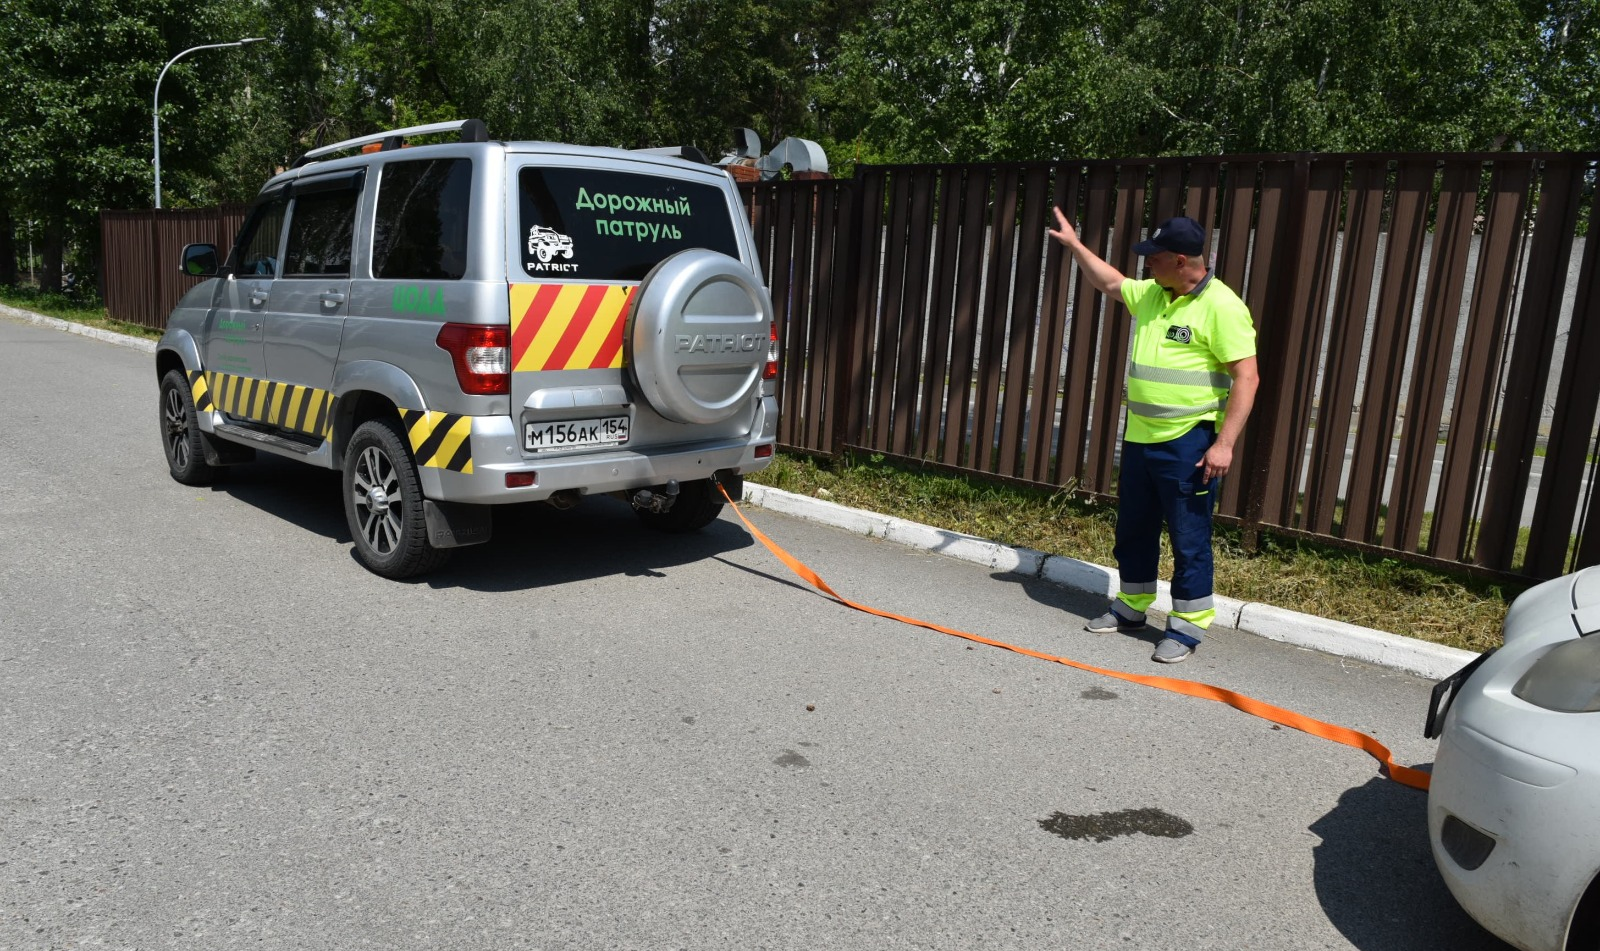 Дорожный
патруль
PATRIOT
ЦОДД
PATRIOT
М156АК 154
RUS